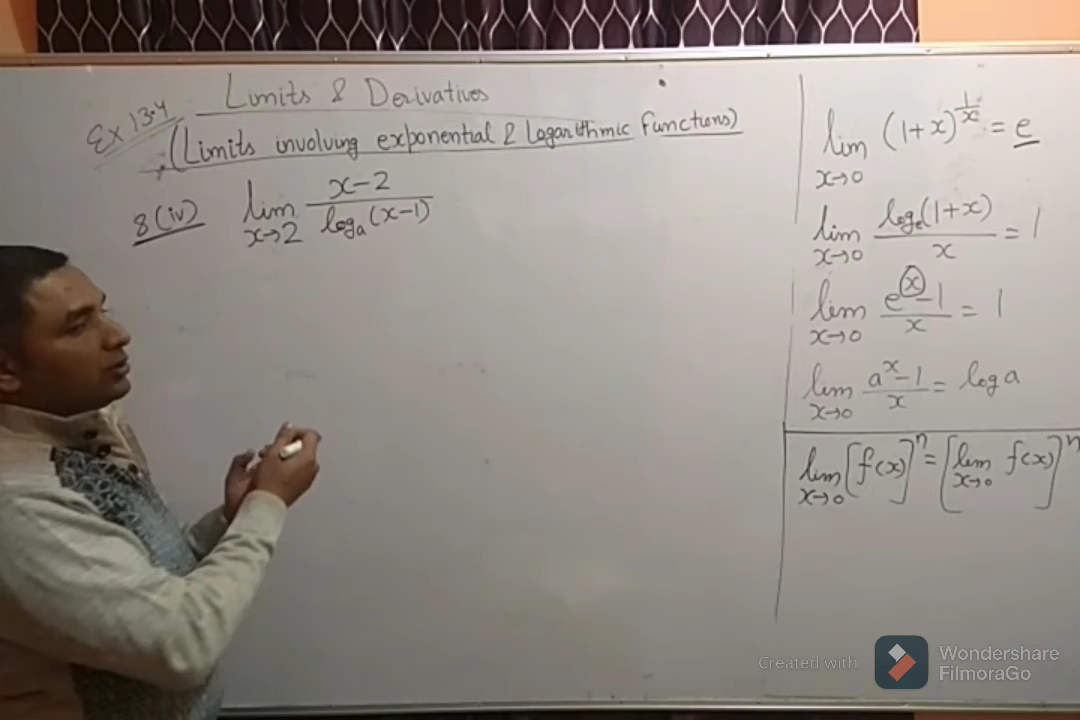 Ex 13.4
Limits & Derivatives
(Limits involving exponential & Logarithmic Functions)
8(iv) lim x→2 x-2 / logₐ(x-1)
lim x→0 (1+x)^(1/x) = e
lim x→0 logₑ(1+x) / x = 1
lim x→0 e^x-1 / x = 1
lim x→0 a^x-1 / x = log a
lim x→0 [f(x)]^n = [lim x→0 f(x)]^n
Created with Wondershare FilmoraGo